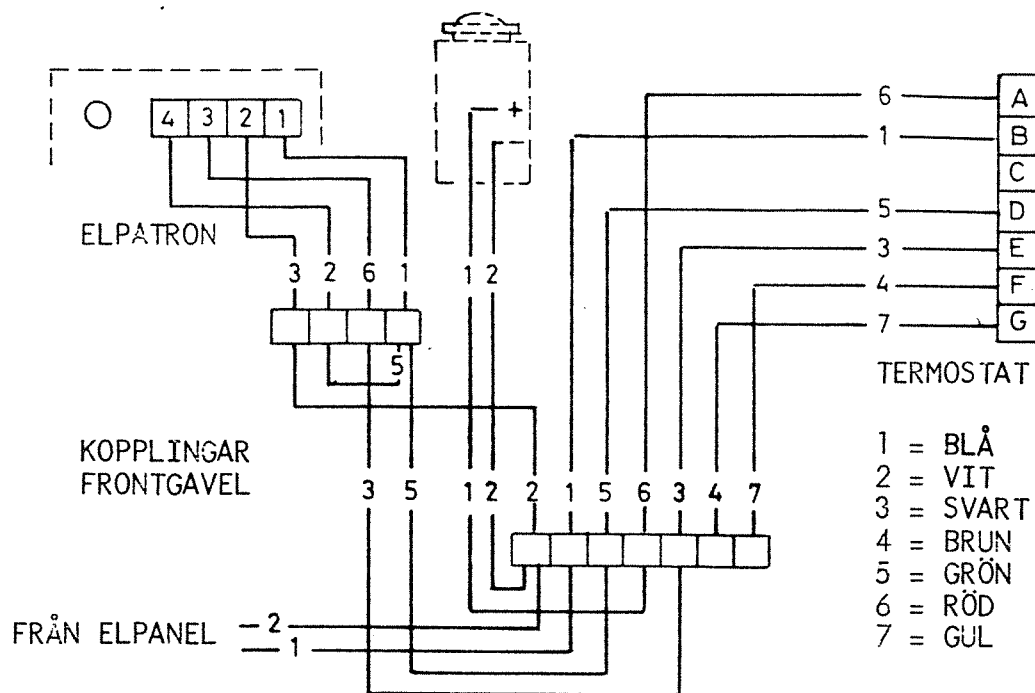 4 3 2 1
ELPATRON
3 2 6 1
5
+
1 2
6 A
1 B
C
5 D
3 E
4 F
7 G
TERMOSTAT
KOPPLINGAR
FRONTGAVEL
3 5 1 2 2 1 5 6 3 4 7
FRÅN ELPANEL
2
1
1 = BLÅ
2 = VIT
3 = SVART
4 = BRUN
5 = GRÖN
6 = RÖD
7 = GUL